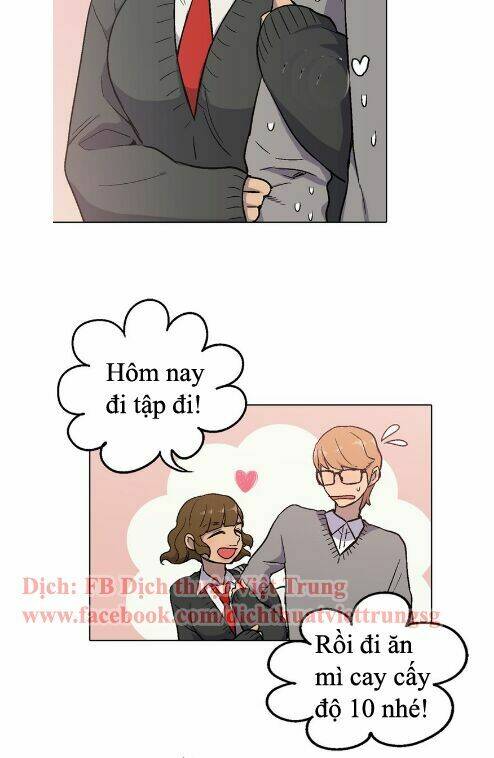 Hôm nay
đi tập đi!
Dịch: FB Dịch thuật Việt Trung
www.facebook.com/dichthuatviettrungsg
Rồi đi ăn
mì cay cấy
độ 10 nhé!